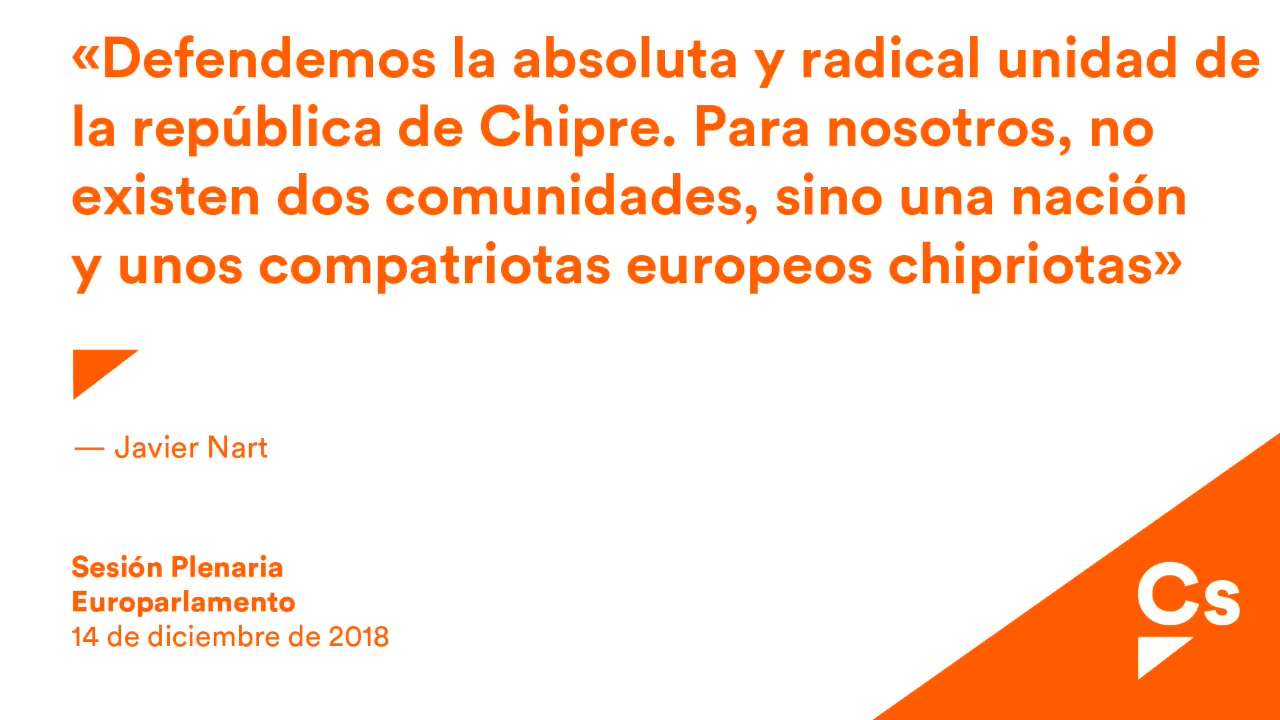 «Defendemos la absoluta y radical unidad de
la república de Chipre. Para nosotros, no
existen dos comunidades, sino una nación
y unos compatriotas europeos chipriotas»
— Javier Nart
Sesión Plenaria
Europarlamento
14 de diciembre de 2018
Cs